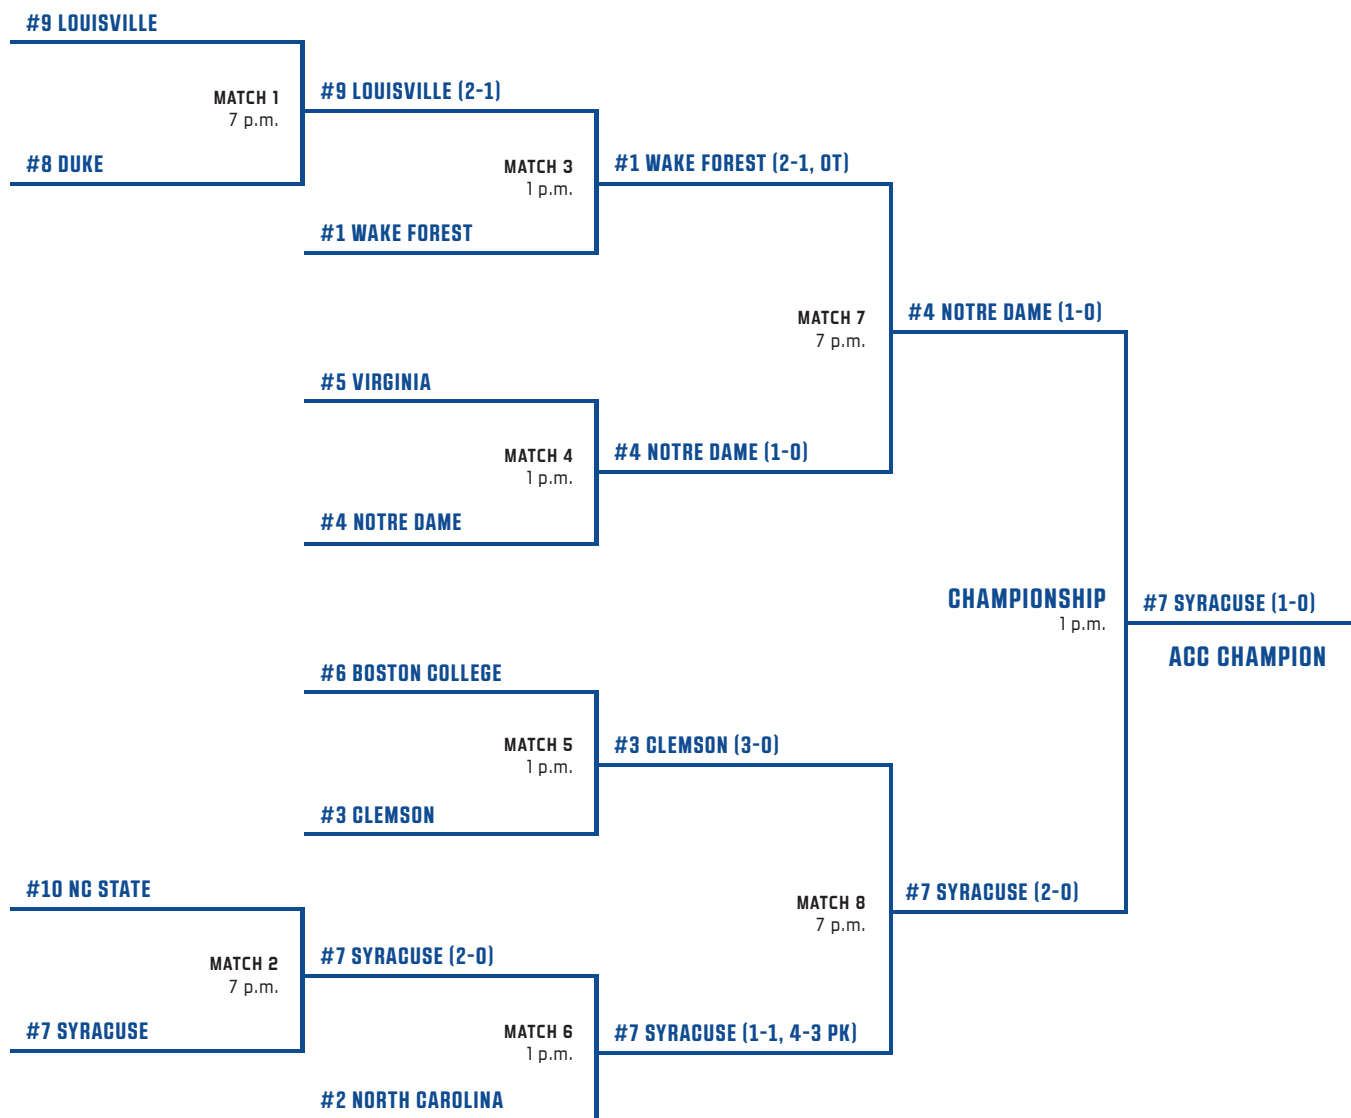 #9 LOUISVILLE
MATCH 1
7 p.m.
#8 DUKE
#9 LOUISVILLE (2-1)
MATCH 3
1 p.m.
#1 WAKE FOREST
#1 WAKE FOREST (2-1, OT)
#5 VIRGINIA
MATCH 4
1 p.m.
#4 NOTRE DAME
#4 NOTRE DAME (1-0)
MATCH 7
7 p.m.
#4 NOTRE DAME (1-0)
CHAMPIONSHIP
1 p.m.
#7 SYRACUSE (1-0)
ACC CHAMPION
#6 BOSTON COLLEGE
MATCH 5
1 p.m.
#3 CLEMSON
#3 CLEMSON (3-0)
MATCH 8
7 p.m.
#7 SYRACUSE (2-0)
#10 NC STATE
MATCH 2
7 p.m.
#7 SYRACUSE
#7 SYRACUSE (2-0)
MATCH 6
1 p.m.
#2 NORTH CAROLINA
#7 SYRACUSE (1-1, 4-3 PK)